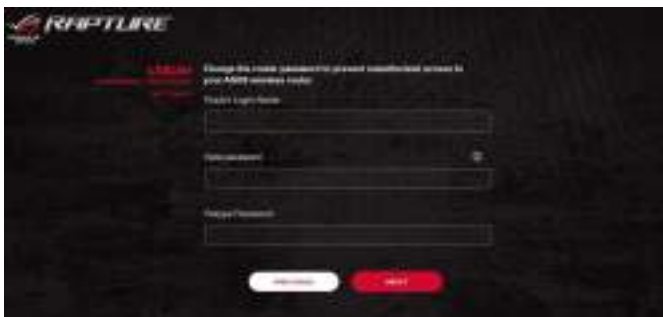 RAPTURE
Change the router password to prevent unauthorized access to
your ASUS wireless router.
Router Login Name
New Password
Retype Password
PREVIOUS
NEXT